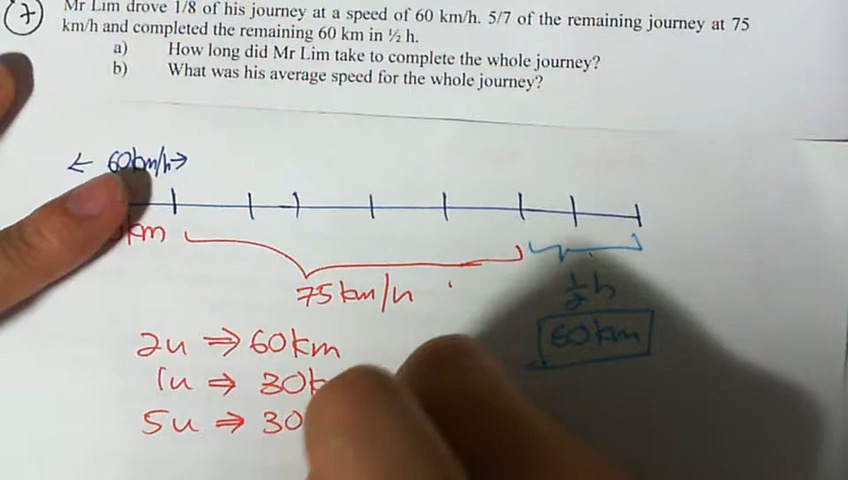 7
Mr Lim drove 1/8 of his journey at a speed of 60 km/h. 5/7 of the remaining journey at 75
km/h and completed the remaining 60 km in ½ h.
a) How long did Mr Lim take to complete the whole journey?
b) What was his average speed for the whole journey?
← 60km/h →
km
75km/h
½h
60km
2u ⇒ 60km
1u ⇒ 30k
5u ⇒ 30